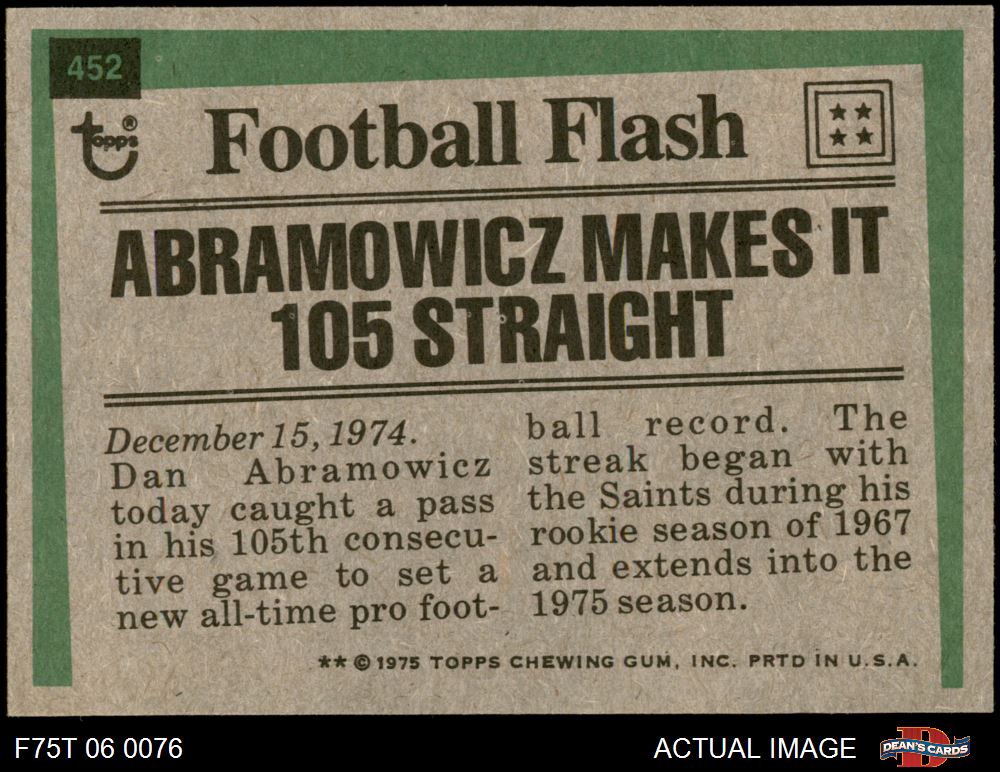 452
Topps®
Football Flash
ABRAMOWICZ MAKES IT
105 STRAIGHT
December 15, 1974.
Dan Abramowicz
today caught a pass
in his 105th consecu-
tive game to set a
new all-time pro foot-
ball record. The
streak began with
the Saints during his
rookie season of 1967
and extends into the
1975 season.
** © 1975 TOPPS CHEWING GUM, INC. PRTD IN U.S.A.
F75T 06 0076
ACTUAL IMAGE
D
DEAN'S CARDS